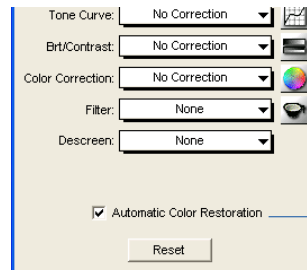 Tone Curve: No Correction
Brt/Contrast: No Correction
Color Correction: No Correction
Filter: None
Descreen: None
Automatic Color Restoration
Reset